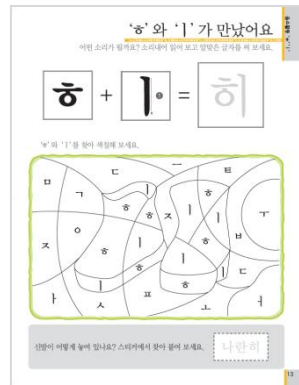 'ㅎ'와 'ㅣ'가 만났어요
어떤 소리가 될까요? 소리내어 읽어 보고 알맞은 글자를 써 보세요.
ㅎ + ㅣ = 히
'ㅎ'와 'ㅣ'를 찾아 색칠해 보세요.
ㄷ ㅡ ㅌ
ㅁ ㄱ ㅣ ㅎ
ㅎ ㅎ ㅈ ㅣ ㅣ ㅂ ㅜ
ㅈ ㅇ ㅎ ㅣ ㅎ
ㅎ ㅣ ㅎ ㅣ
ㅏ ㅅ ㅍ ㅎ ㅗ ㅓ
신발이 어떻게 놓여 있나요? 스티커에서 찾아 붙여 보세요.
나란히
13